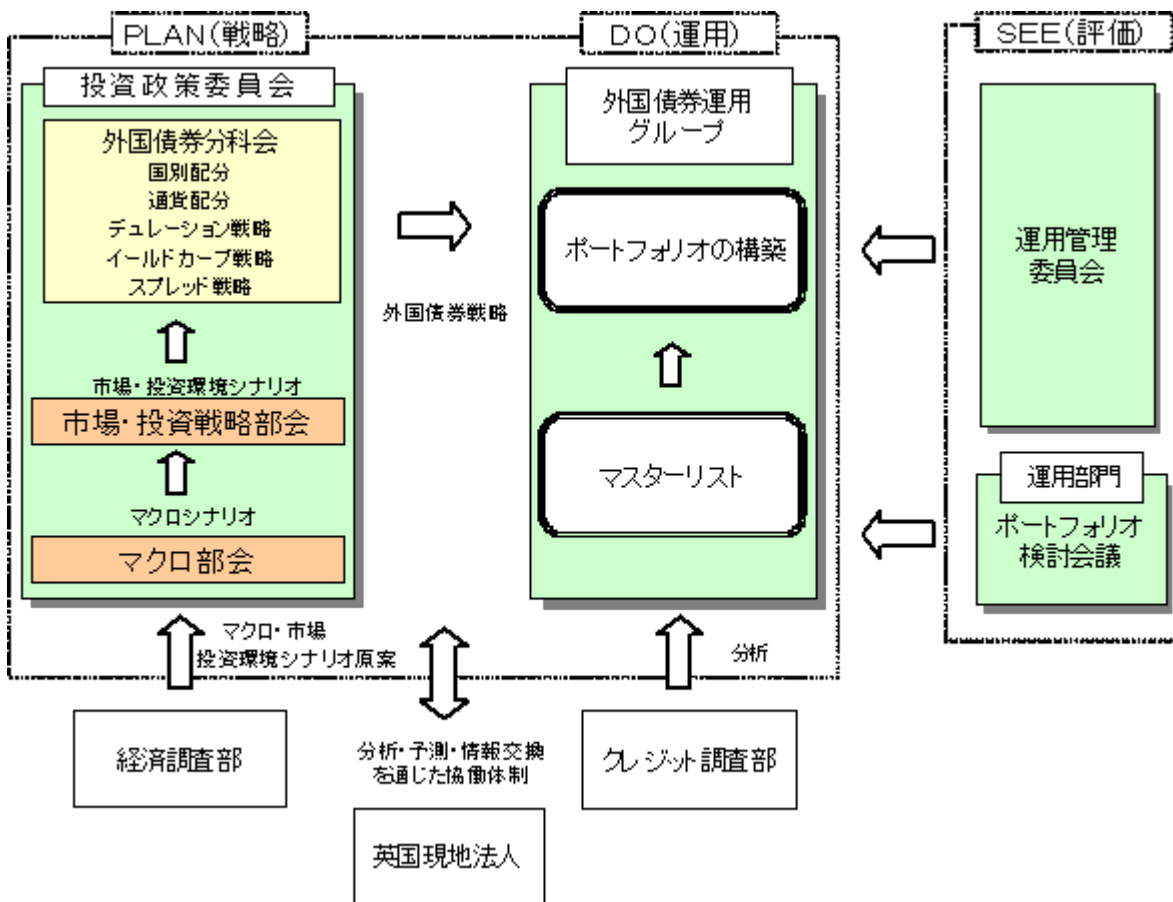 PLAN(戦略)
投資政策委員会
外国債券分科会
国別配分
通貨配分
デュレーション戦略
イールドカーブ戦略
スプレッド戦略
市場・投資環境シナリオ
市場・投資戦略部会
マクロシナリオ
マクロ部会
マクロ・市場
投資環境シナリオ原案
経済調査部
外国債券戦略
分析・予測・情報交換
を通じた協働体制
英国現地法人
DO(運用)
外国債券運用
グループ
ポートフォリオの構築
マスターリスト
分析
クレジット調査部
SEE(評価)
運用管理
委員会
運用部門
ポートフォリオ
検討会議